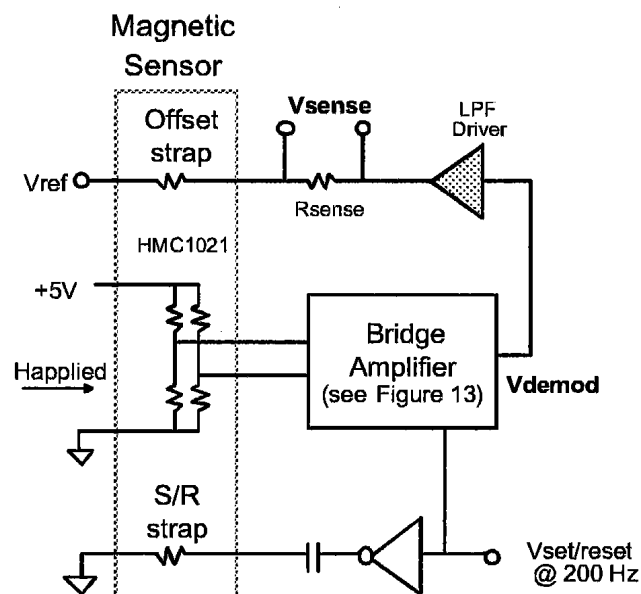 Magnetic
Sensor
Offset
strap
Vsense
LPF
Driver
Vref
Rsense
HMC1021
+5V
Bridge
Amplifier
(see Figure 13)
Happlied
Vdemod
S/R
strap
Vset/reset
@ 200 Hz